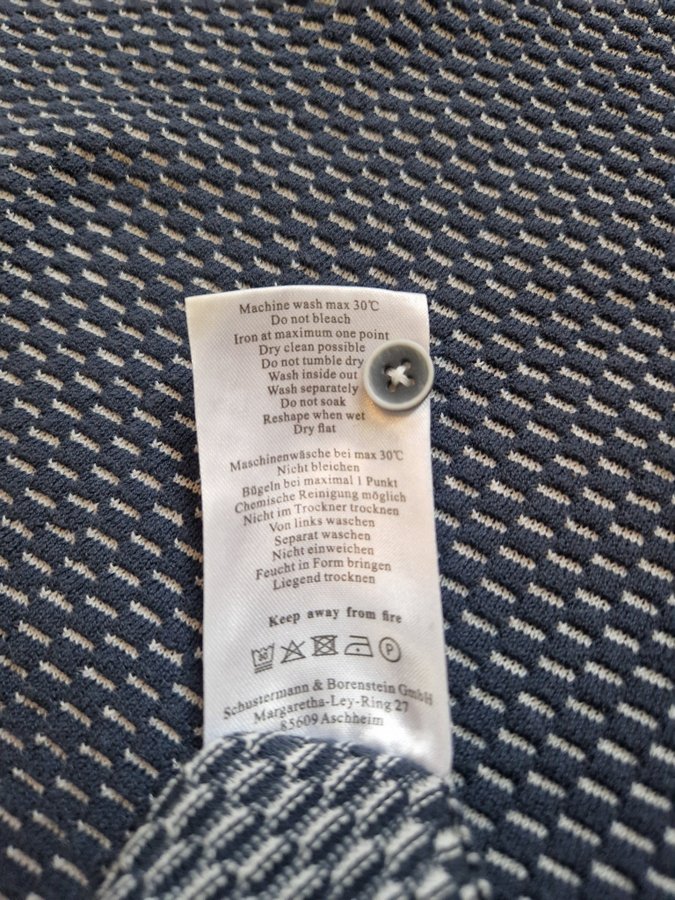 Machine wash max 30℃
Do not bleach
Iron at maximum one point
Dry clean possible
Do not tumble dry
Wash inside out
Wash separately
Do not soak
Reshape when wet
Dry flat
Maschinenwäsche bei max 30℃
Nicht bleichen
Bügeln bei maximal 1 Punkt
Chemische Reinigung möglich
Nicht im Trockner trocknen
Von links waschen
Separat waschen
Nicht einweichen
Feucht in Form bringen
Liegend trocknen
Keep away from fire
30 P
Schustermann & Borenstein GmbH
Margaretha-Ley-Ring 27
85609 Aschheim